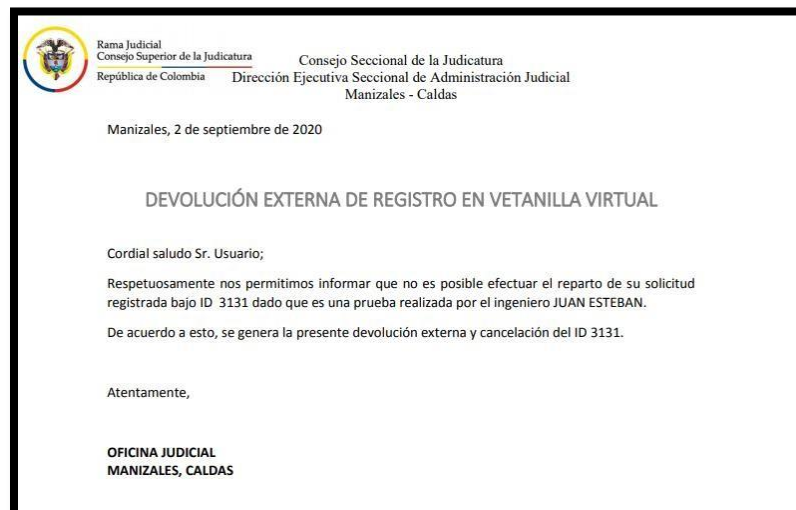 Rama Judicial
Consejo Superior de la Judicatura
República de Colombia
Consejo Seccional de la Judicatura
Dirección Ejecutiva Seccional de Administración Judicial
Manizales - Caldas
Manizales, 2 de septiembre de 2020
DEVOLUCIÓN EXTERNA DE REGISTRO EN VETANILLA VIRTUAL
Cordial saludo Sr. Usuario;
Respetuosamente nos permitimos informar que no es posible efectuar el reparto de su solicitud
registrada bajo ID 3131 dado que es una prueba realizada por el ingeniero JUAN ESTEBAN.
De acuerdo a esto, se genera la presente devolución externa y cancelación del ID 3131.
Atentamente,
OFICINA JUDICIAL
MANIZALES, CALDAS